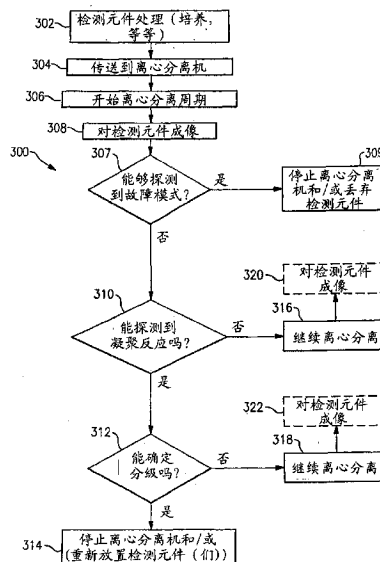 302
检测元件处理（培养，
等等）
304
传送到离心分离机
306
开始离心分离周期
308
对检测元件成像
300
307
能够探测
到故障模式？
是
309
停止离心分离
机和/或丢弃
检测元件
否
310
能探测到
凝聚反应吗？
否
320
对检测元件
成像
316
继续离心分离
是
312
能确定
分级吗？
否
322
对检测元件
成像
318
继续离心分离
是
314
停止离心分离机和/或
(重新放置检测元件（们））